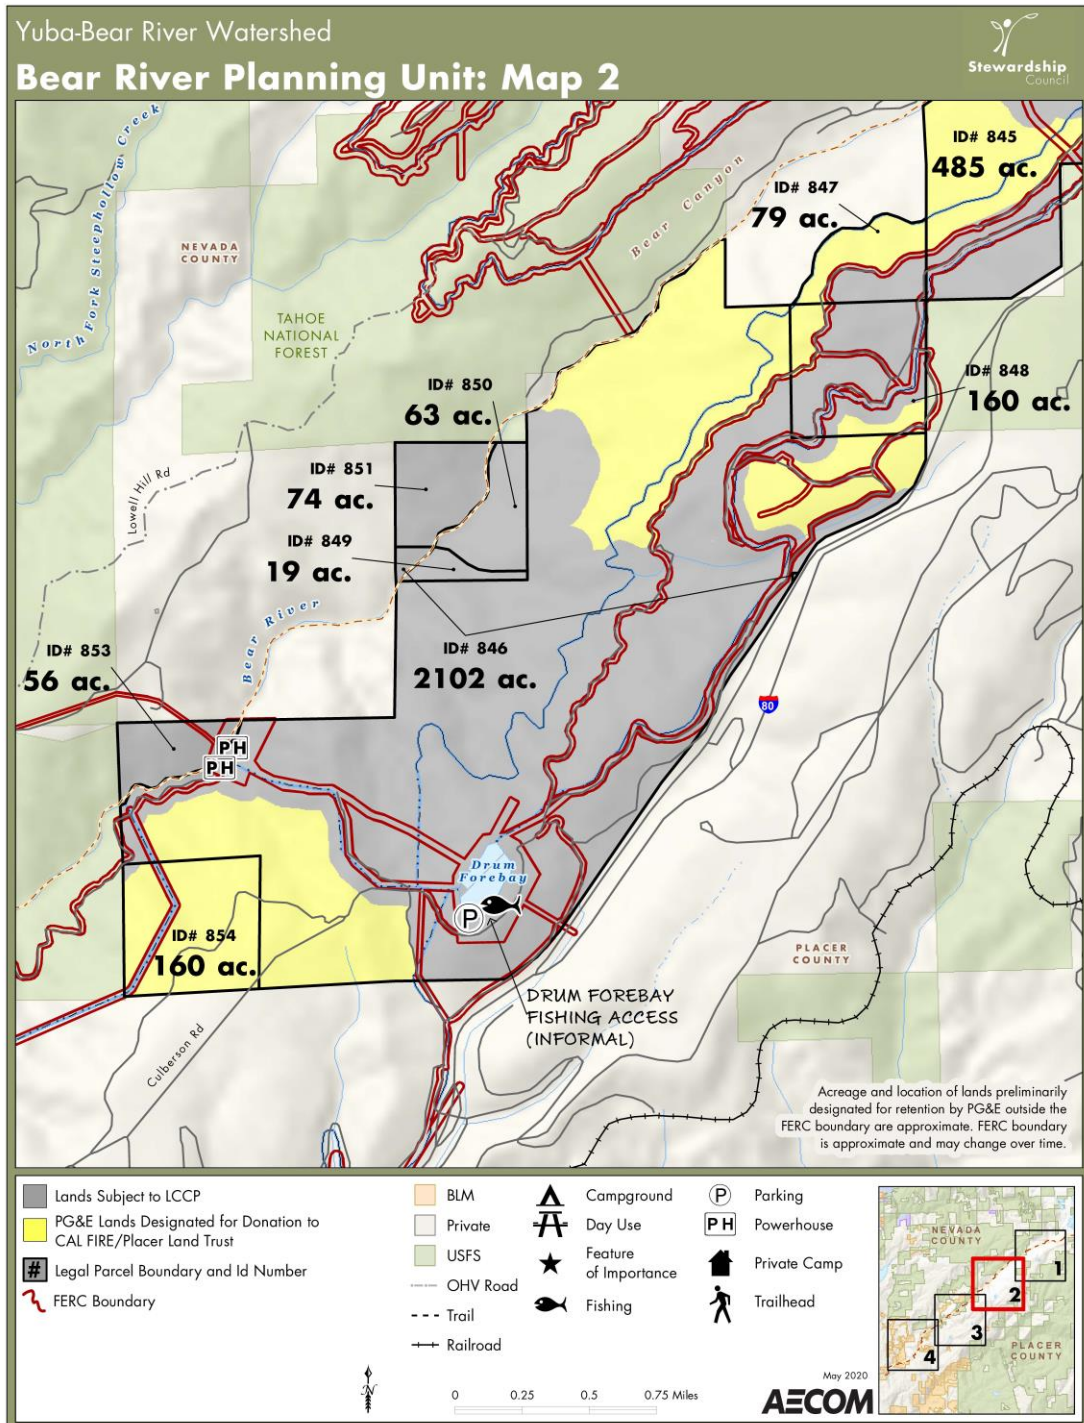 Yuba-Bear River Watershed
Bear River Planning Unit: Map 2
Stewardship
Council
North Fork Steephollow Creek
NEVADA
COUNTY
TAHOE
NATIONAL
FOREST
Bear Canyon
ID# 845
485 ac.
ID# 847
79 ac.
ID# 848
160 ac.
ID# 850
63 ac.
ID# 851
74 ac.
ID# 849
19 ac.
Lowell Hill Rd
Bear River
ID# 846
2102 ac.
ID# 853
56 ac.
80
PH
PH
Drum
Forebay
P
ID# 854
160 ac.
PLACER
COUNTY
DRUM FOREBAY
FISHING ACCESS
(INFORMAL)
Culberson Rd
Acreage and location of lands preliminarily
designated for retention by PG&E outside the
FERC boundary are approximate. FERC boundary
is approximate and may change over time.
Lands Subject to LCCP
PG&E Lands Designated for Donation to
CAL FIRE/Placer Land Trust
# Legal Parcel Boundary and Id Number
FERC Boundary
BLM
Private
USFS
OHV Road
Trail
Railroad
Campground
Day Use
Feature
of Importance
Fishing
P Parking
PH Powerhouse
Private Camp
Trailhead
NEVADA
COUNTY
1
2
3
4
PLACER
COUNTY
N
0 0.25 0.5 0.75 Miles
May 2020
AECOM